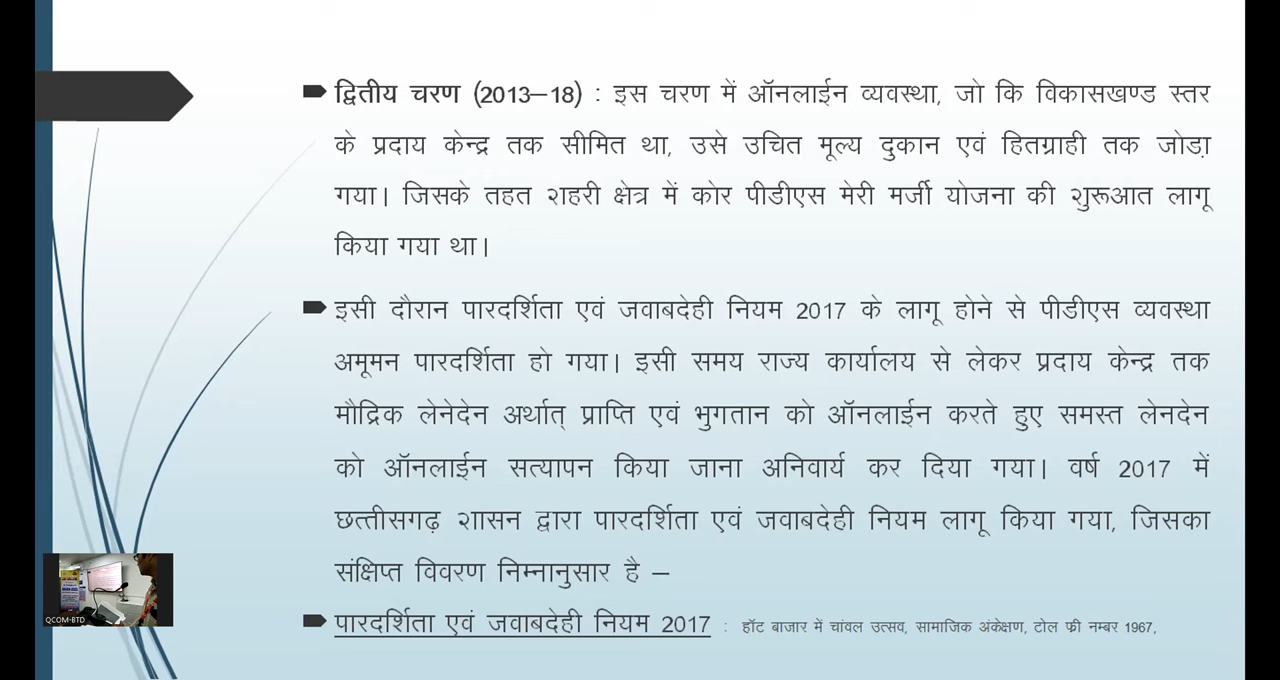 द्वितीय चरण (2013–18) : इस चरण में ऑनलाईन व्यवस्था, जो कि विकासखण्ड स्तर
के प्रदाय केन्द्र तक सीमित था, उसे उचित मूल्य दुकान एवं हितग्राही तक जोड़ा
गया। जिसके तहत शहरी क्षेत्र में कोर पीडीएस मेरी मर्जी योजना की शुरूआत लागू
किया गया था।
इसी दौरान पारदर्शिता एवं जवाबदेही नियम 2017 के लागू होने से पीडीएस व्यवस्था
अमूमन पारदर्शिता हो गया। इसी समय राज्य कार्यालय से लेकर प्रदाय केन्द्र तक
मौद्रिक लेनेदेन अर्थात् प्राप्ति एवं भुगतान को ऑनलाईन करते हुए समस्त लेनदेन
को ऑनलाईन सत्यापन किया जाना अनिवार्य कर दिया गया। वर्ष 2017 में
छत्तीसगढ़ शासन द्वारा पारदर्शिता एवं जवाबदेही नियम लागू किया गया, जिसका
संक्षिप्त विवरण निम्नानुसार है –
पारदर्शिता एवं जवाबदेही नियम 2017 : हॉट बाजार में चांवल उत्सव, सामाजिक अंकेक्षण, टोल फ्री नम्बर 1967,
QCOM-BTD